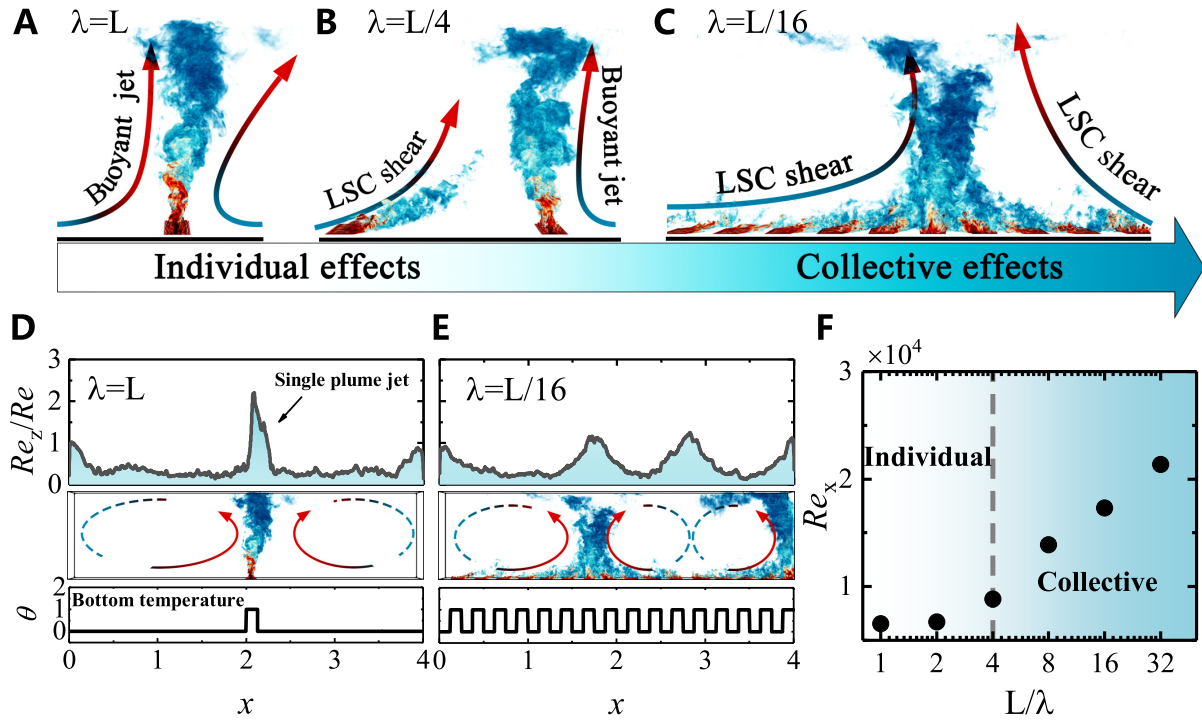 A
λ=L
B
λ=L/4
C
λ=L/16
Buoyant jet
LSC shear
Buoyant jet
LSC shear
LSC shear
Individual effects
Collective effects
D
E
F
3
2
1
0
Re_z/Re
λ=L
Single plume jet
λ=L/16
2
1
0
θ
Bottom temperature
0
1
2
3
4
0
1
2
3
4
x
x
×10⁴
3
2
1
Re_x
Individual
Collective
1
2
4
8
16
32
L/λ